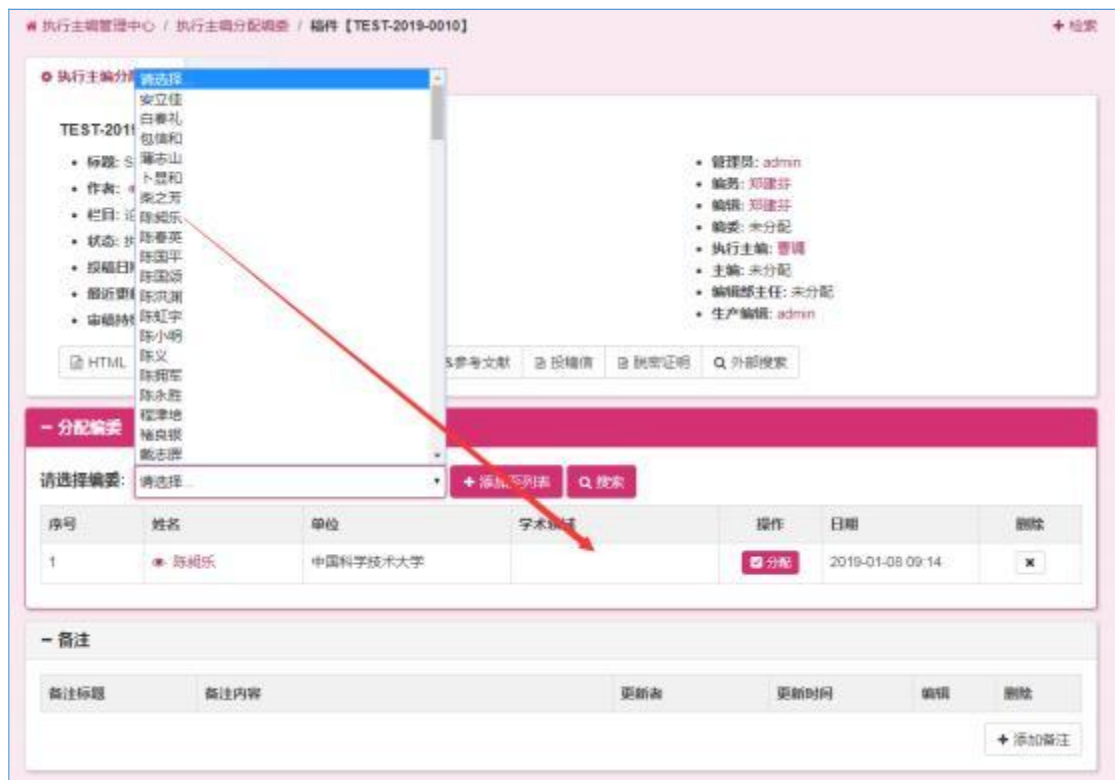 执行主编管理中心 / 执行主编分配编委 / 稿件【TEST-2019-0010】
检索
执行主编分
请选择
安立佳
白春礼
包信和
蒲志山
卜显和
柴之芳
陈昶乐
陈春英
陈国平
陈国颂
陈洪渊
陈虹宇
陈小明
陈义
陈拥军
陈永胜
程津培
褚良银
戴志晖
TEST-201
标题: S
作者:
栏目: 论
状态: 执
投稿日
最近更
审稿持
管理员: admin
编务: 郑建芬
编辑: 郑建芬
编委: 未分配
执行主编: 曹镛
主编: 未分配
编辑部主任: 未分配
生产编辑: admin
HTML
&参考文献
投稿信
脱密证明
外部搜索
分配编委
请选择编委: 请选择
添加至列表
搜索
序号 姓名 单位 学术领域 操作 日期 删除
1 陈昶乐 中国科学技术大学 分配 2019-01-08 09:14
备注
备注标题 备注内容 更新者 更新时间 编辑 删除
添加备注